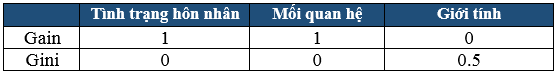 Tình trạng hôn nhân Mối quan hệ Giới tính
Gain 1 1 0
Gini 0 0 0.5